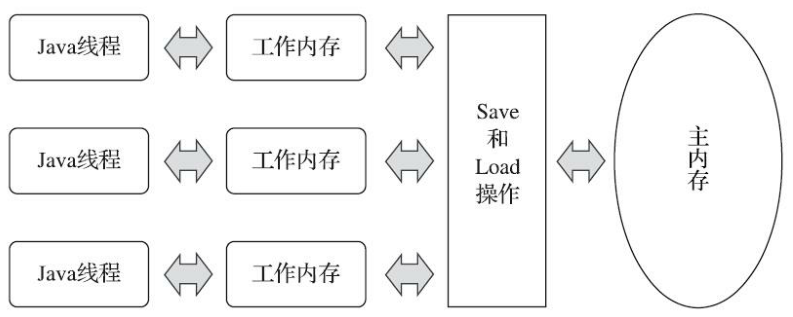 Java线程
工作内存
Java线程
工作内存
Java线程
工作内存
Save
和
Load
操作
主
内
存